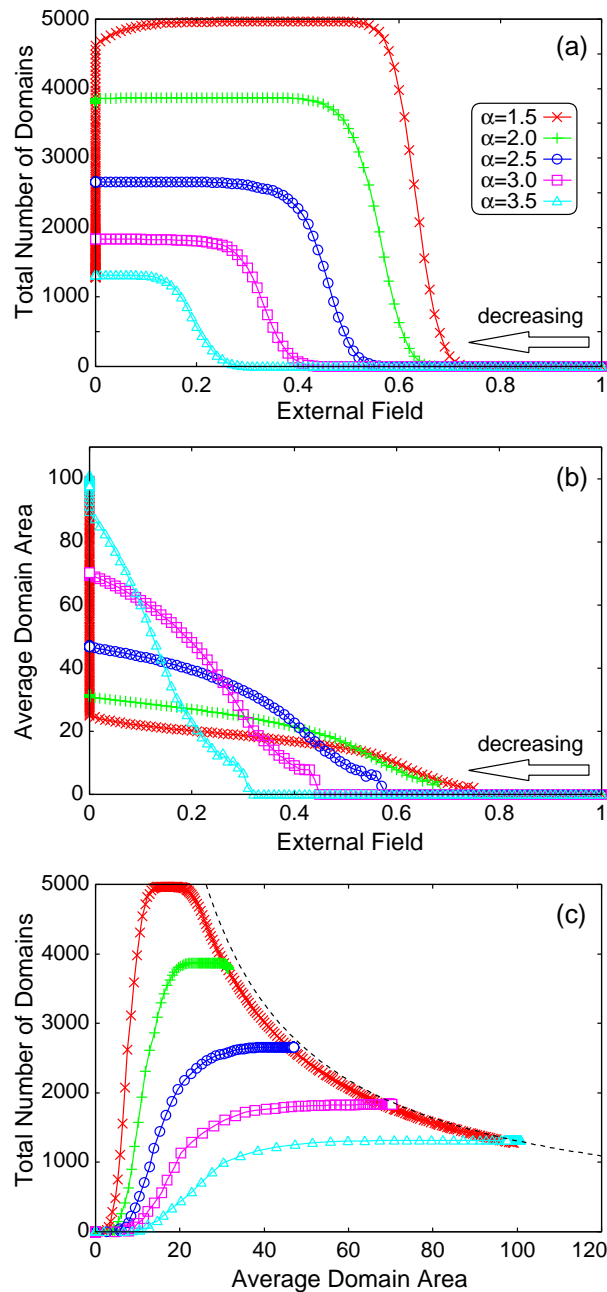 5000
4000
3000
2000
1000
0
0 0.2 0.4 0.6 0.8 1
Total Number of Domains
External Field
(a)
α=1.5
α=2.0
α=2.5
α=3.0
α=3.5
decreasing
100
80
60
40
20
0
0 0.2 0.4 0.6 0.8 1
Average Domain Area
External Field
(b)
decreasing
5000
4000
3000
2000
1000
0
0 20 40 60 80 100 120
Total Number of Domains
Average Domain Area
(c)